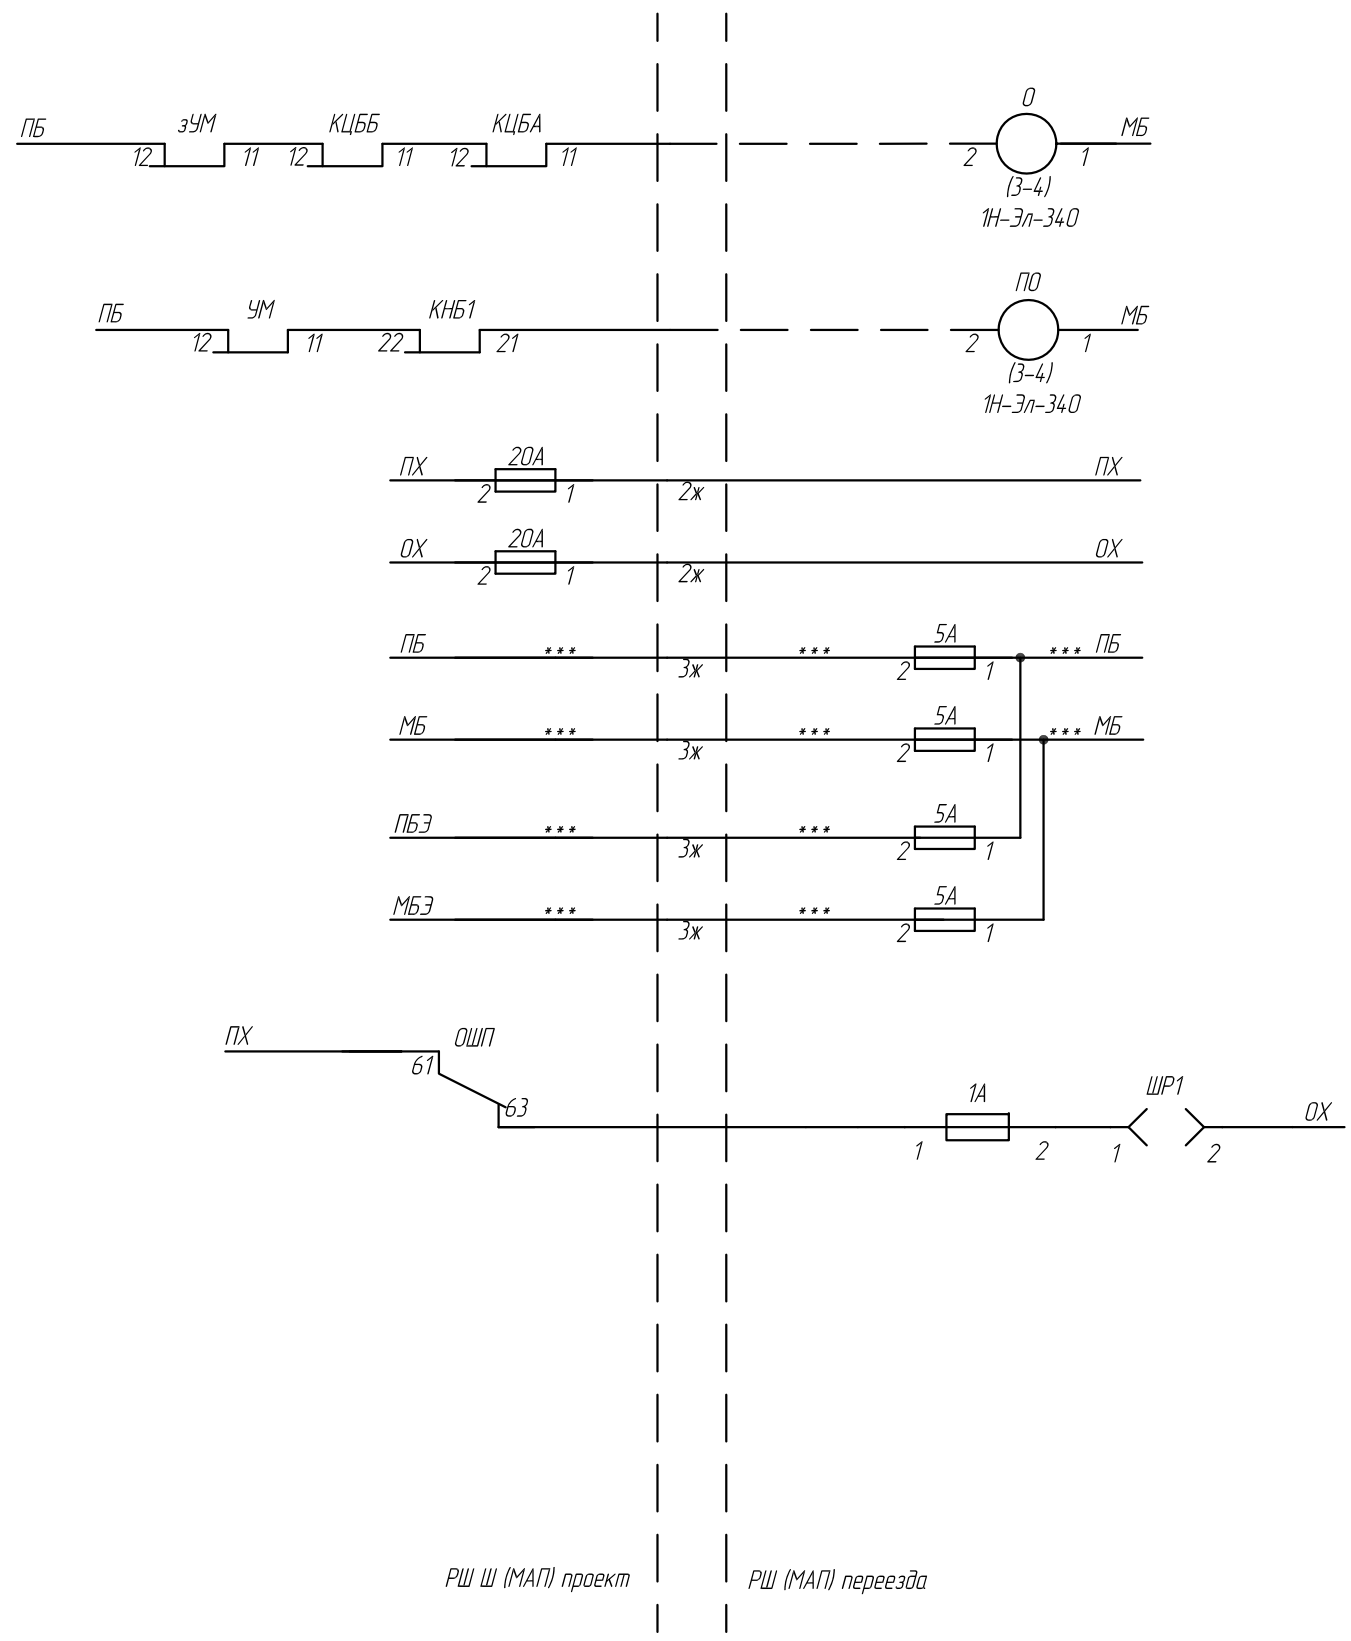 О
ПБ зУМ КЦББ КЦБА МБ
12 11 12 11 12 11 2 1
(3-4)
1Н-Эл-340
ПО
ПБ УМ КНБ1 МБ
12 11 22 21 2 1
(3-4)
1Н-Эл-340
ПХ 20А ПХ
2 1 2ж
ОХ 20А ОХ
2 1 2ж
ПБ *** *** 5А *** ПБ
3ж 2 1
МБ *** *** 5А *** МБ
3ж 2 1
ПБЭ *** *** 5А
3ж 2 1
МБЭ *** *** 5А
3ж 2 1
ПХ ОШП
61
63 1А ШР1 ОХ
1 2 1 2
РШ Ш (МАП) проект РШ (МАП) переезда